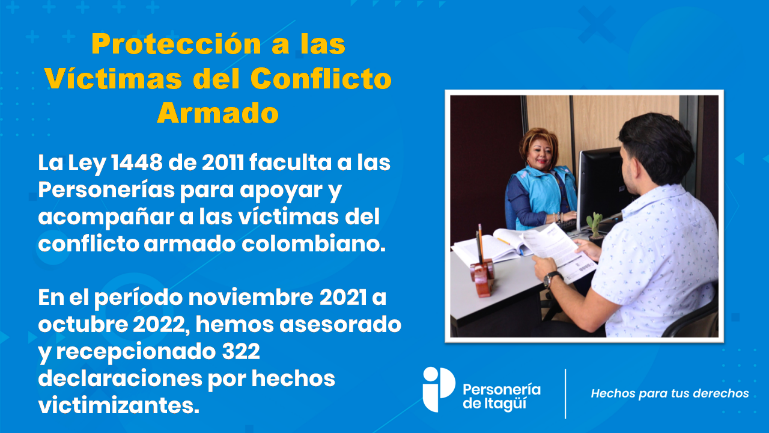 Protección a las
Víctimas del Conflicto
Armado
La Ley 1448 de 2011 faculta a las
Personerías para apoyar y
acompañar a las víctimas del
conflicto armado colombiano.
En el período noviembre 2021 a
octubre 2022, hemos asesorado
y recepcionado 322
declaraciones por hechos
victimizantes.
Personería
de Itagüí
Hechos para tus derechos